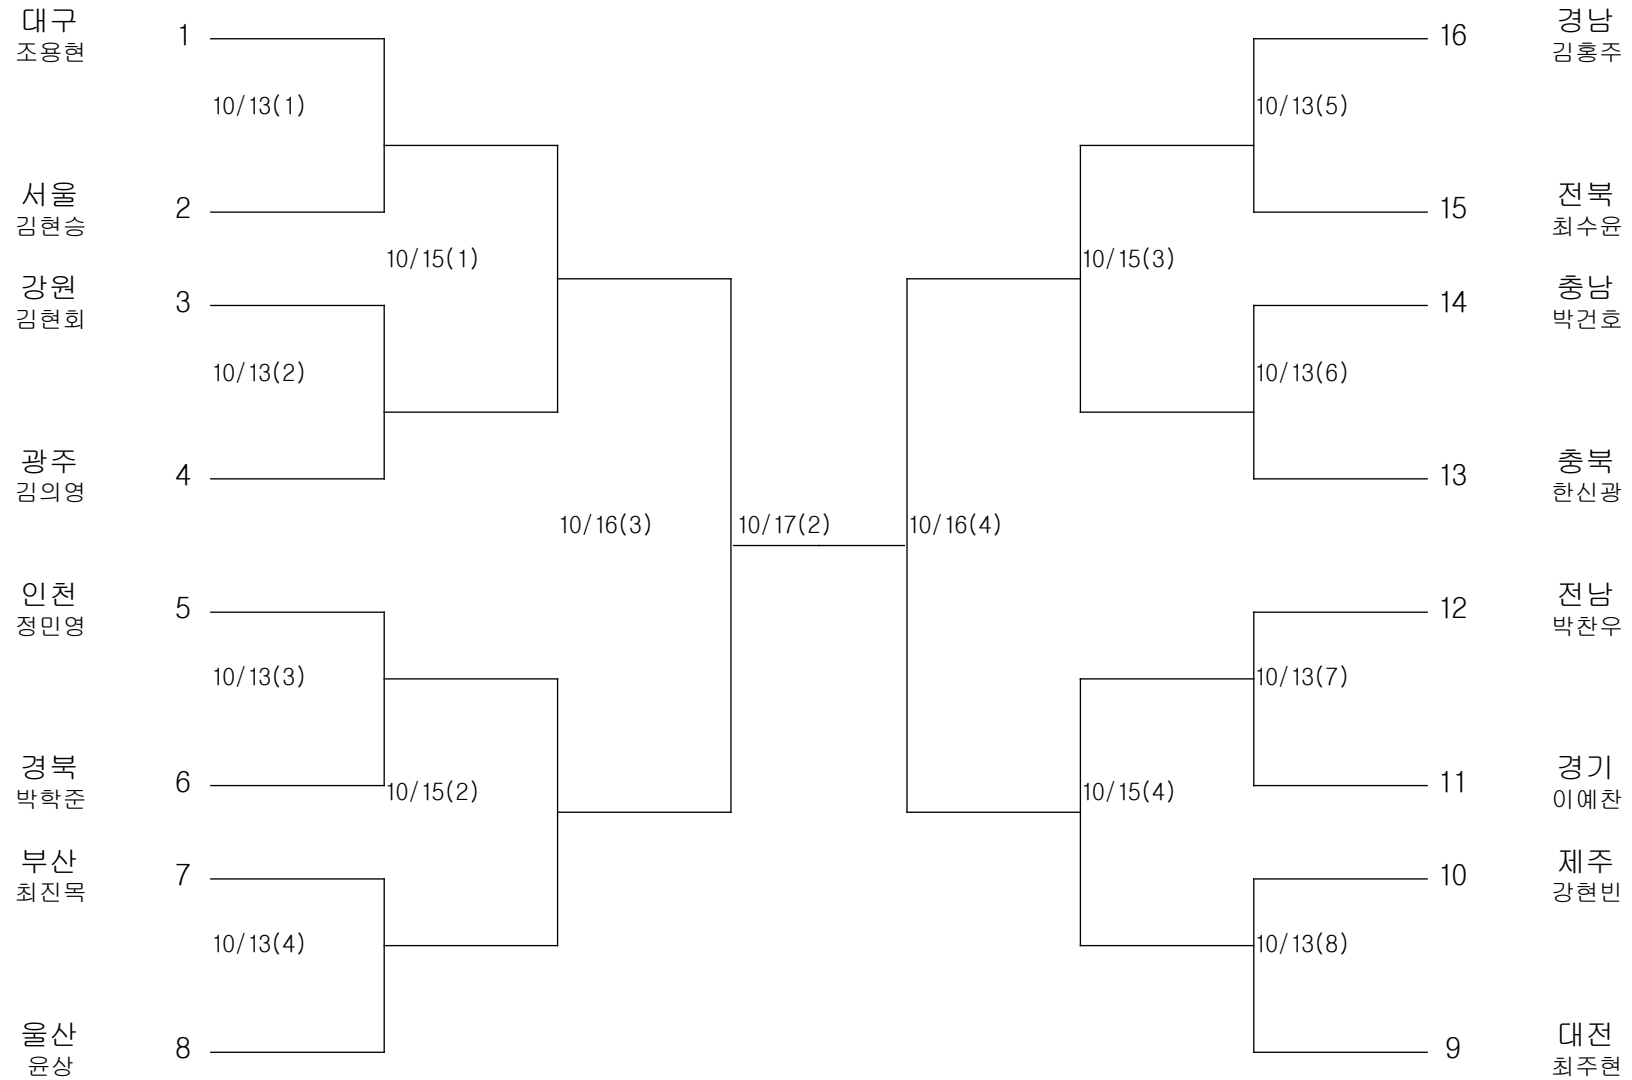 대구
조용현
1
10/13(1)
서울
김현승
2
10/15(1)
강원
김현회
3
10/13(2)
광주
김의영
4
10/16(3)
인천
정민영
5
10/13(3)
경북
박학준
6
10/15(2)
부산
최진목
7
10/13(4)
울산
윤상
8
10/17(2)
경남
김홍주
16
10/13(5)
전북
최수윤
15
10/15(3)
충남
박건호
14
10/13(6)
충북
한신광
13
10/16(4)
전남
박찬우
12
10/13(7)
경기
이예찬
11
10/15(4)
제주
강현빈
10
10/13(8)
대전
최주현
9